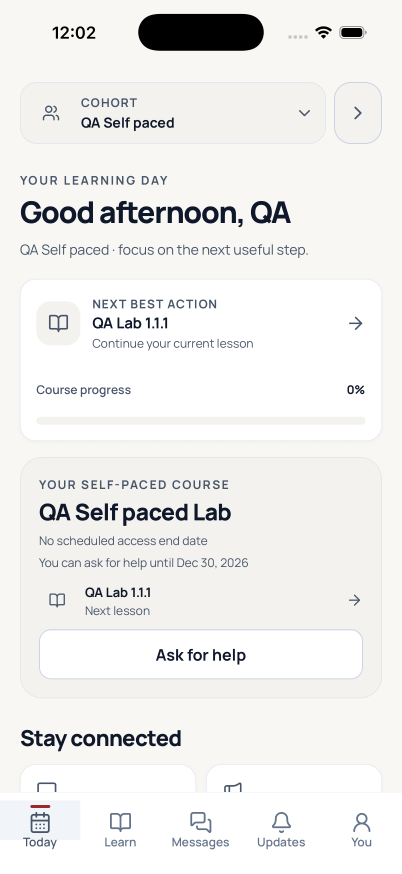 12:02
COHORT
QA Self paced
YOUR LEARNING DAY
Good afternoon, QA
QA Self paced · focus on the next useful step.
NEXT BEST ACTION
QA Lab 1.1.1
Continue your current lesson
Course progress 0%
YOUR SELF-PACED COURSE
QA Self paced Lab
No scheduled access end date
You can ask for help until Dec 30, 2026
QA Lab 1.1.1
Next lesson
Ask for help
Stay connected
Today Learn Messages Updates You